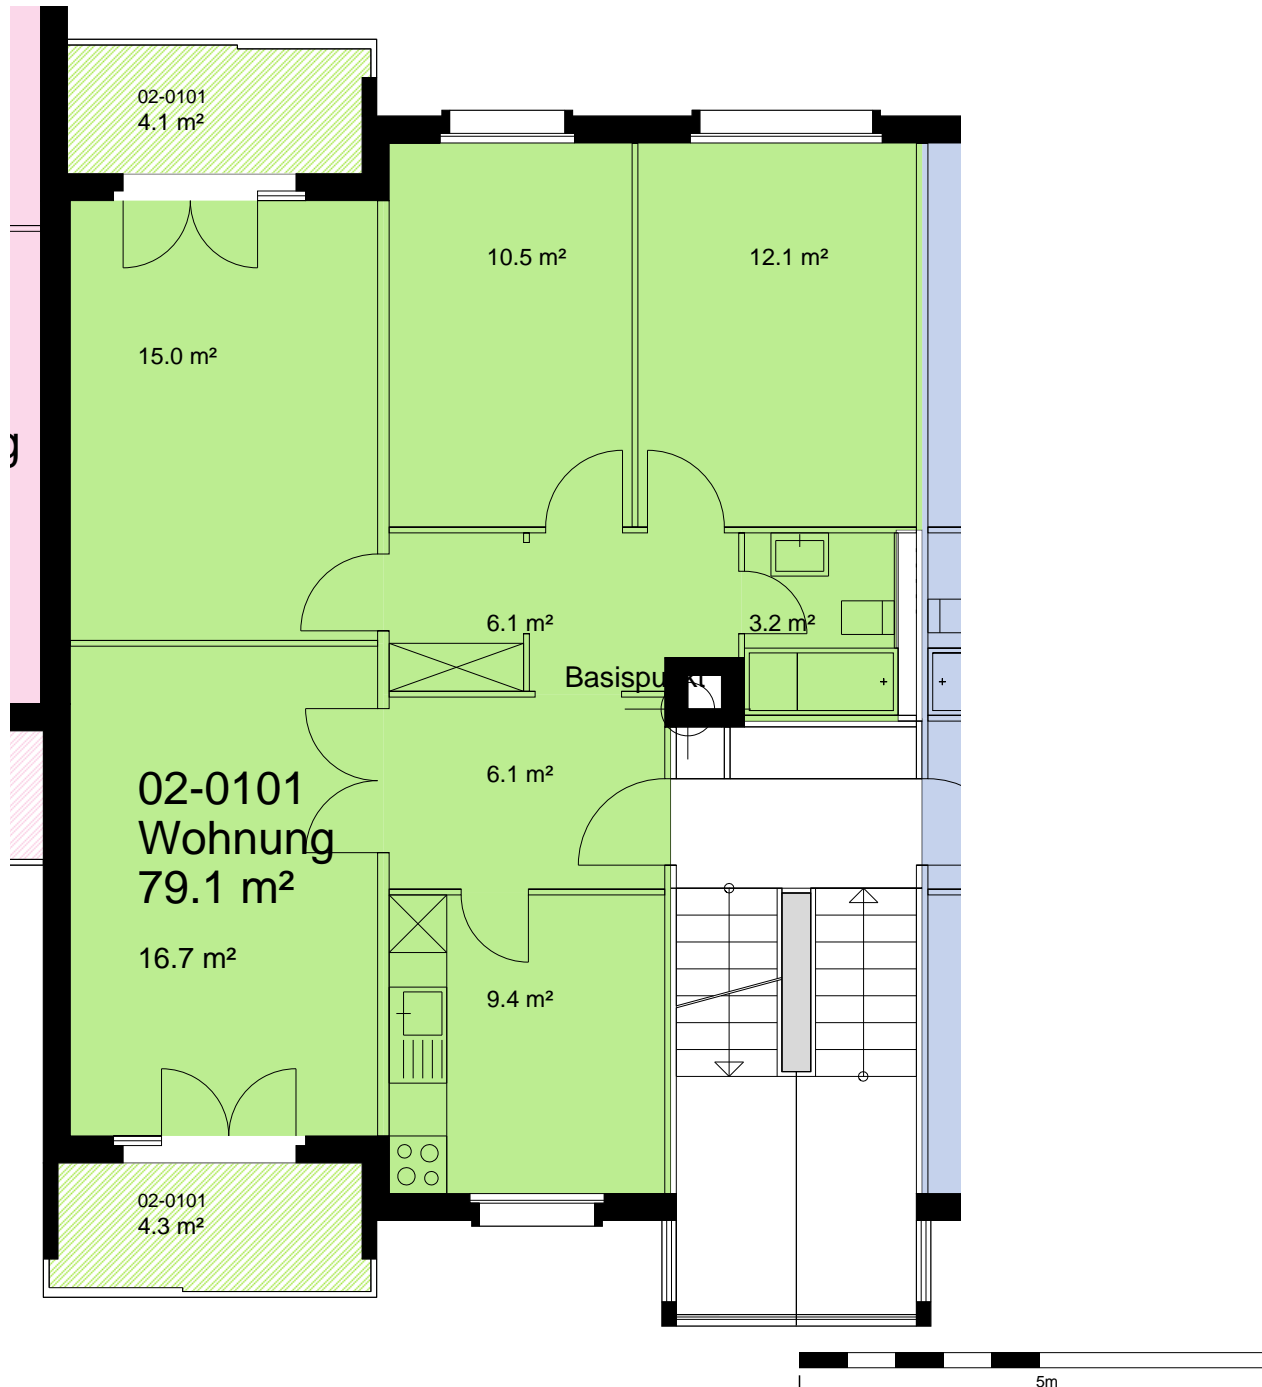 02-0101
4.1 m²
10.5 m²
12.1 m²
15.0 m²
g
6.1 m²
3.2 m²
6.1 m²
02-0101
Wohnung
79.1 m²
16.7 m²
9.4 m²
02-0101
4.3 m²
5m